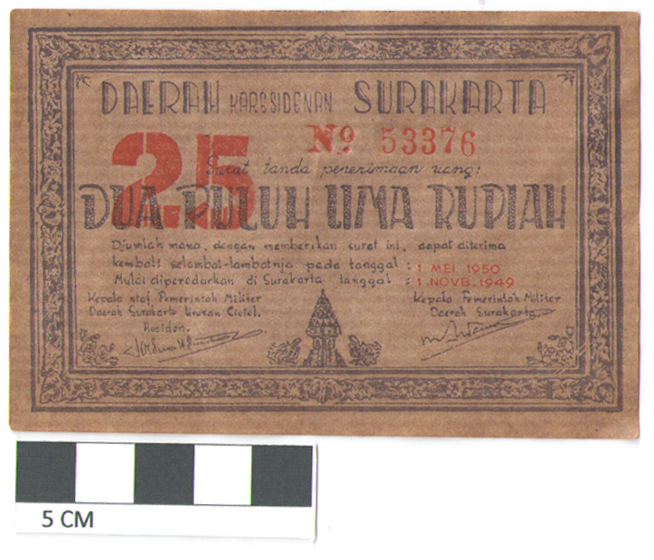 DAERAH KARESIDENAN SURAKARTA
25
No 53376
Surat tanda penerimaan uang:
DUA PULUH LIMA RUPIAH
Djumlah mana, dengan memberikan surat ini, dapat diterima
kembali selambat-lambatnja pada tanggal : 1 MEI 1950
Mulai diperedarkan di Surakarta tanggal : 1 NOVB. 1949
Kepala staf Pemerintah Militer
Daerah Surakarta Urusan Civiel.
Residen.
Kepala Pemerintah Militer
Daerah Surakarta.
5 CM